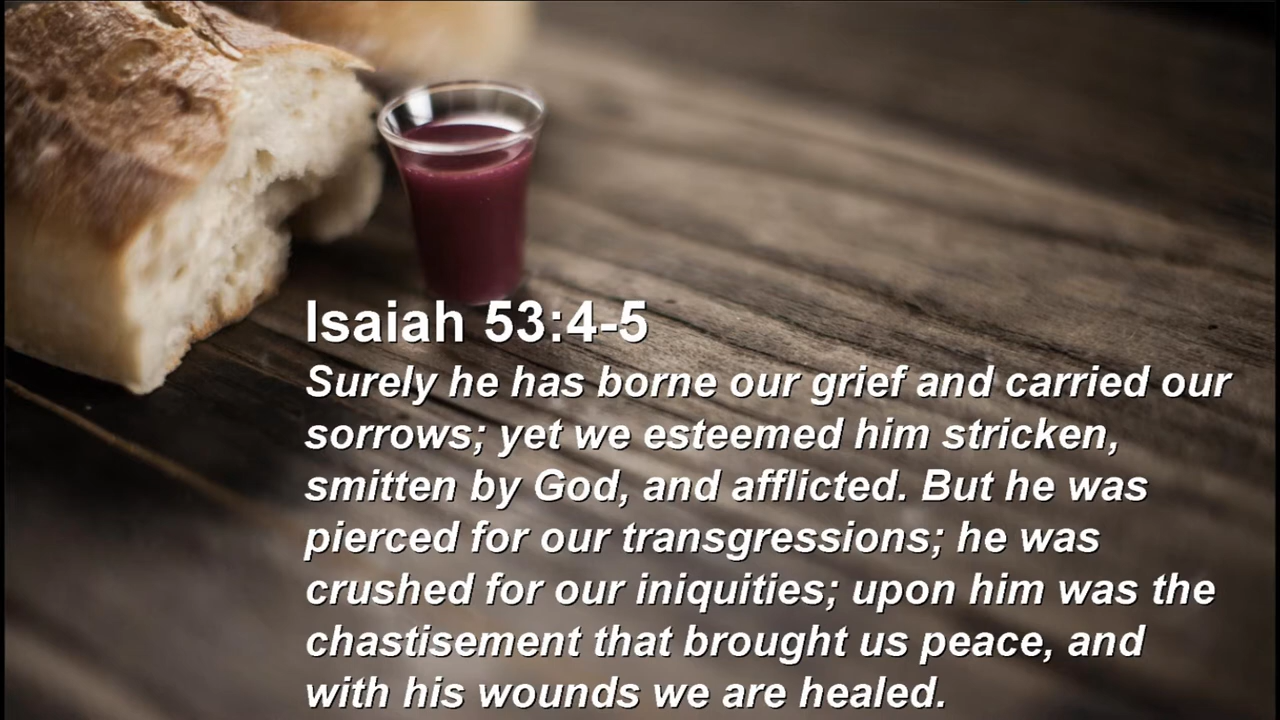 Isaiah 53:4-5
Surely he has borne our grief and carried our
sorrows; yet we esteemed him stricken,
smitten by God, and afflicted. But he was
pierced for our transgressions; he was
crushed for our iniquities; upon him was the
chastisement that brought us peace, and
with his wounds we are healed.